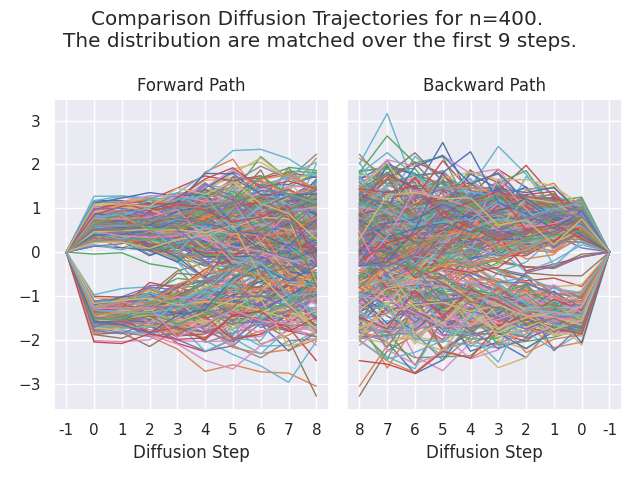 Comparison Diffusion Trajectories for n=400.
The distribution are matched over the first 9 steps.
Forward Path
Backward Path
3
2
1
0
−1
−2
−3
-1 0 1 2 3 4 5 6 7 8
8 7 6 5 4 3 2 1 0 -1
Diffusion Step
Diffusion Step